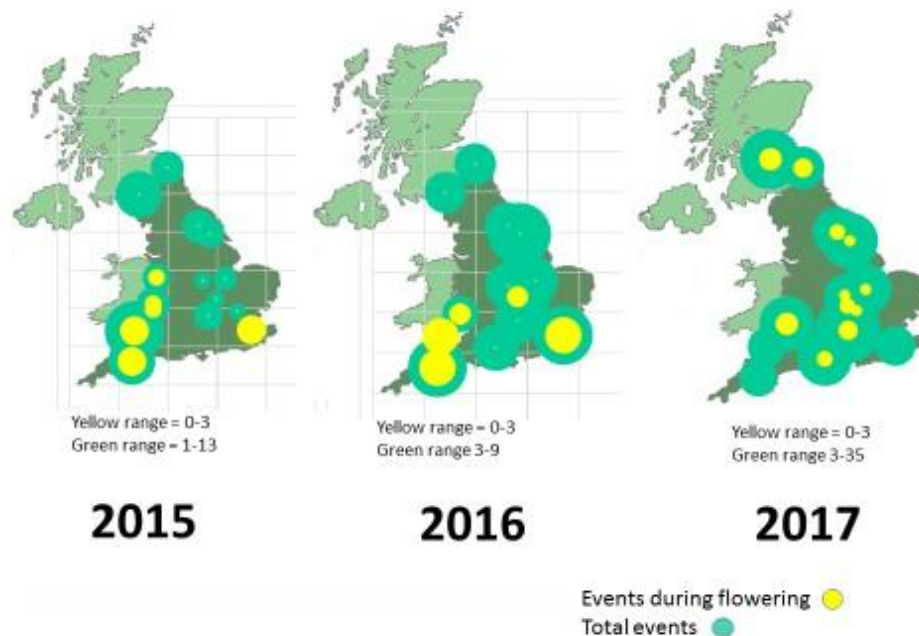 Yellow range = 0-3
Green range = 1-13
Yellow range = 0-3
Green range 3-9
Yellow range = 0-3
Green range 3-35
2015
2016
2017
Events during flowering
Total events